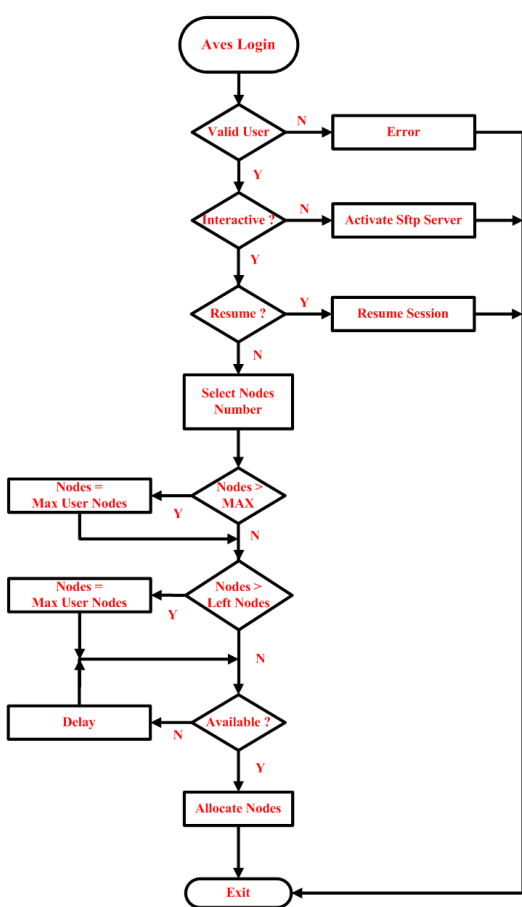 Aves Login
Valid User
N
Error
Y
Interactive ?
N
Activate Sftp Server
Y
Resume ?
Y
Resume Session
N
Select Nodes
Number
Nodes =
Max User Nodes
Y
Nodes >
MAX
N
Nodes =
Max User Nodes
Y
Nodes >
Left Nodes
N
Delay
N
Available ?
Y
Allocate Nodes
Exit